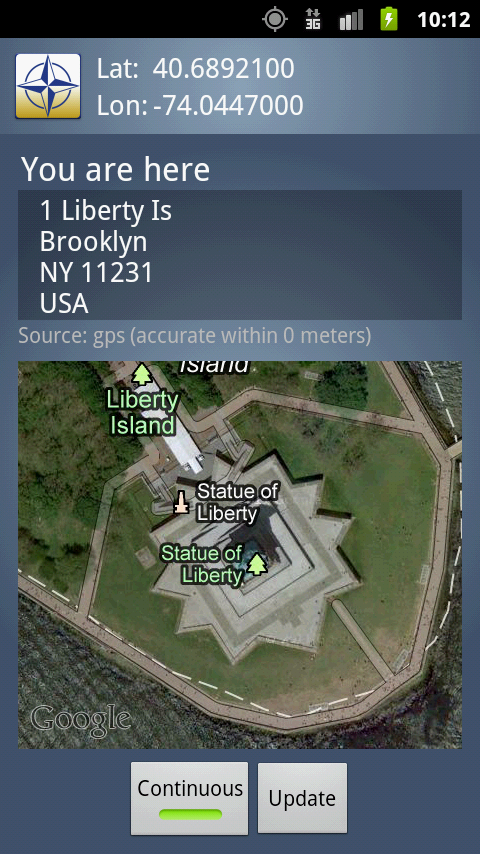 3G
10:12
Lat: 40.6892100
Lon: -74.0447000
You are here
1 Liberty Is
Brooklyn
NY 11231
USA
Source: gps (accurate within 0 meters)
Island
Liberty
Island
Statue of
Liberty
Statue of
Liberty
Google
Continuous
Update